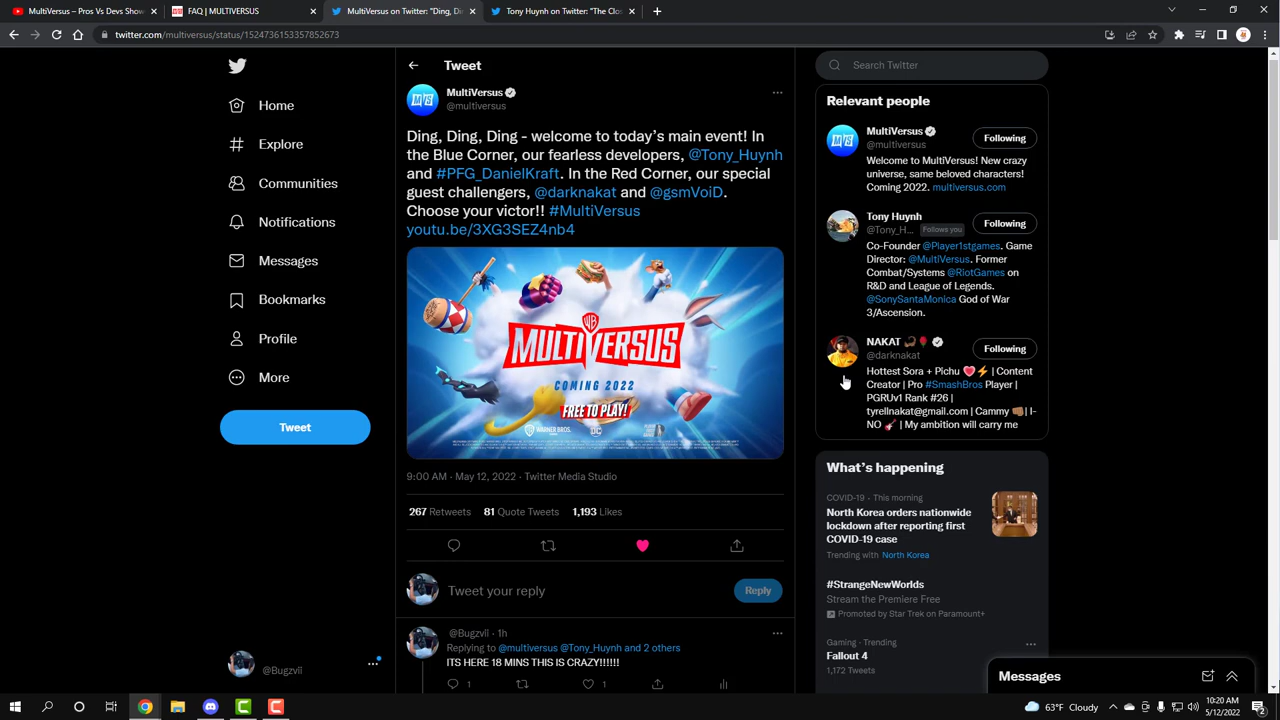 MultiVersus – Pros Vs Devs Show
FAQ | MULTIVERSUS
MultiVersus on Twitter: "Ding, De
Tony Huynh on Twitter: "The Clos
twitter.com/multiversus/status/1524736153357852673
Home
Explore
Communities
Notifications
Messages
Bookmarks
Profile
More
Tweet
@Bugzvii
Tweet
MultiVersus
@multiversus
Ding, Ding, Ding - welcome to today's main event! In
the Blue Corner, our fearless developers, @Tony_Huynh
and #PFG_DanielKraft. In the Red Corner, our special
guest challengers, @darknakat and @gsmVoiD.
Choose your victor!! #MultiVersus
youtu.be/3XG3SEZ4nb4
WB
MULTIVERSUS
COMING 2022
FREE TO PLAY!
WARNER BROS.
DC
9:00 AM · May 12, 2022 · Twitter Media Studio
267 Retweets 81 Quote Tweets 1,193 Likes
Tweet your reply
Reply
@Bugzvii · 1h
Replying to @multiversus @Tony_Huynh and 2 others
ITS HERE 18 MINS THIS IS CRAZY!!!!!!
1 1
Search Twitter
Relevant people
MultiVersus
@multiversus
Following
Welcome to MultiVersus! New crazy
universe, same beloved characters!
Coming 2022. multiversus.com
Tony Huynh
@Tony_H... Follows you
Following
Co-Founder @Player1stgames. Game
Director: @MultiVersus. Former
Combat/Systems @RiotGames on
R&D and League of Legends.
@SonySantaMonica God of War
3/Ascension.
NAKAT
@darknakat
Following
Hottest Sora + Pichu | Content
Creator | Pro #SmashBros Player |
PGRUv1 Rank #26 |
tyrellnakat@gmail.com | Cammy | I-
NO | My ambition will carry me
What's happening
COVID-19 · This morning
North Korea orders nationwide
lockdown after reporting first
COVID-19 case
Trending with North Korea
#StrangeNewWorlds
Stream the Premiere Free
Promoted by Star Trek on Paramount+
Gaming · Trending
Fallout 4
1,172 Tweets
Messages
63°F Cloudy
10:20 AM
5/12/2022
2